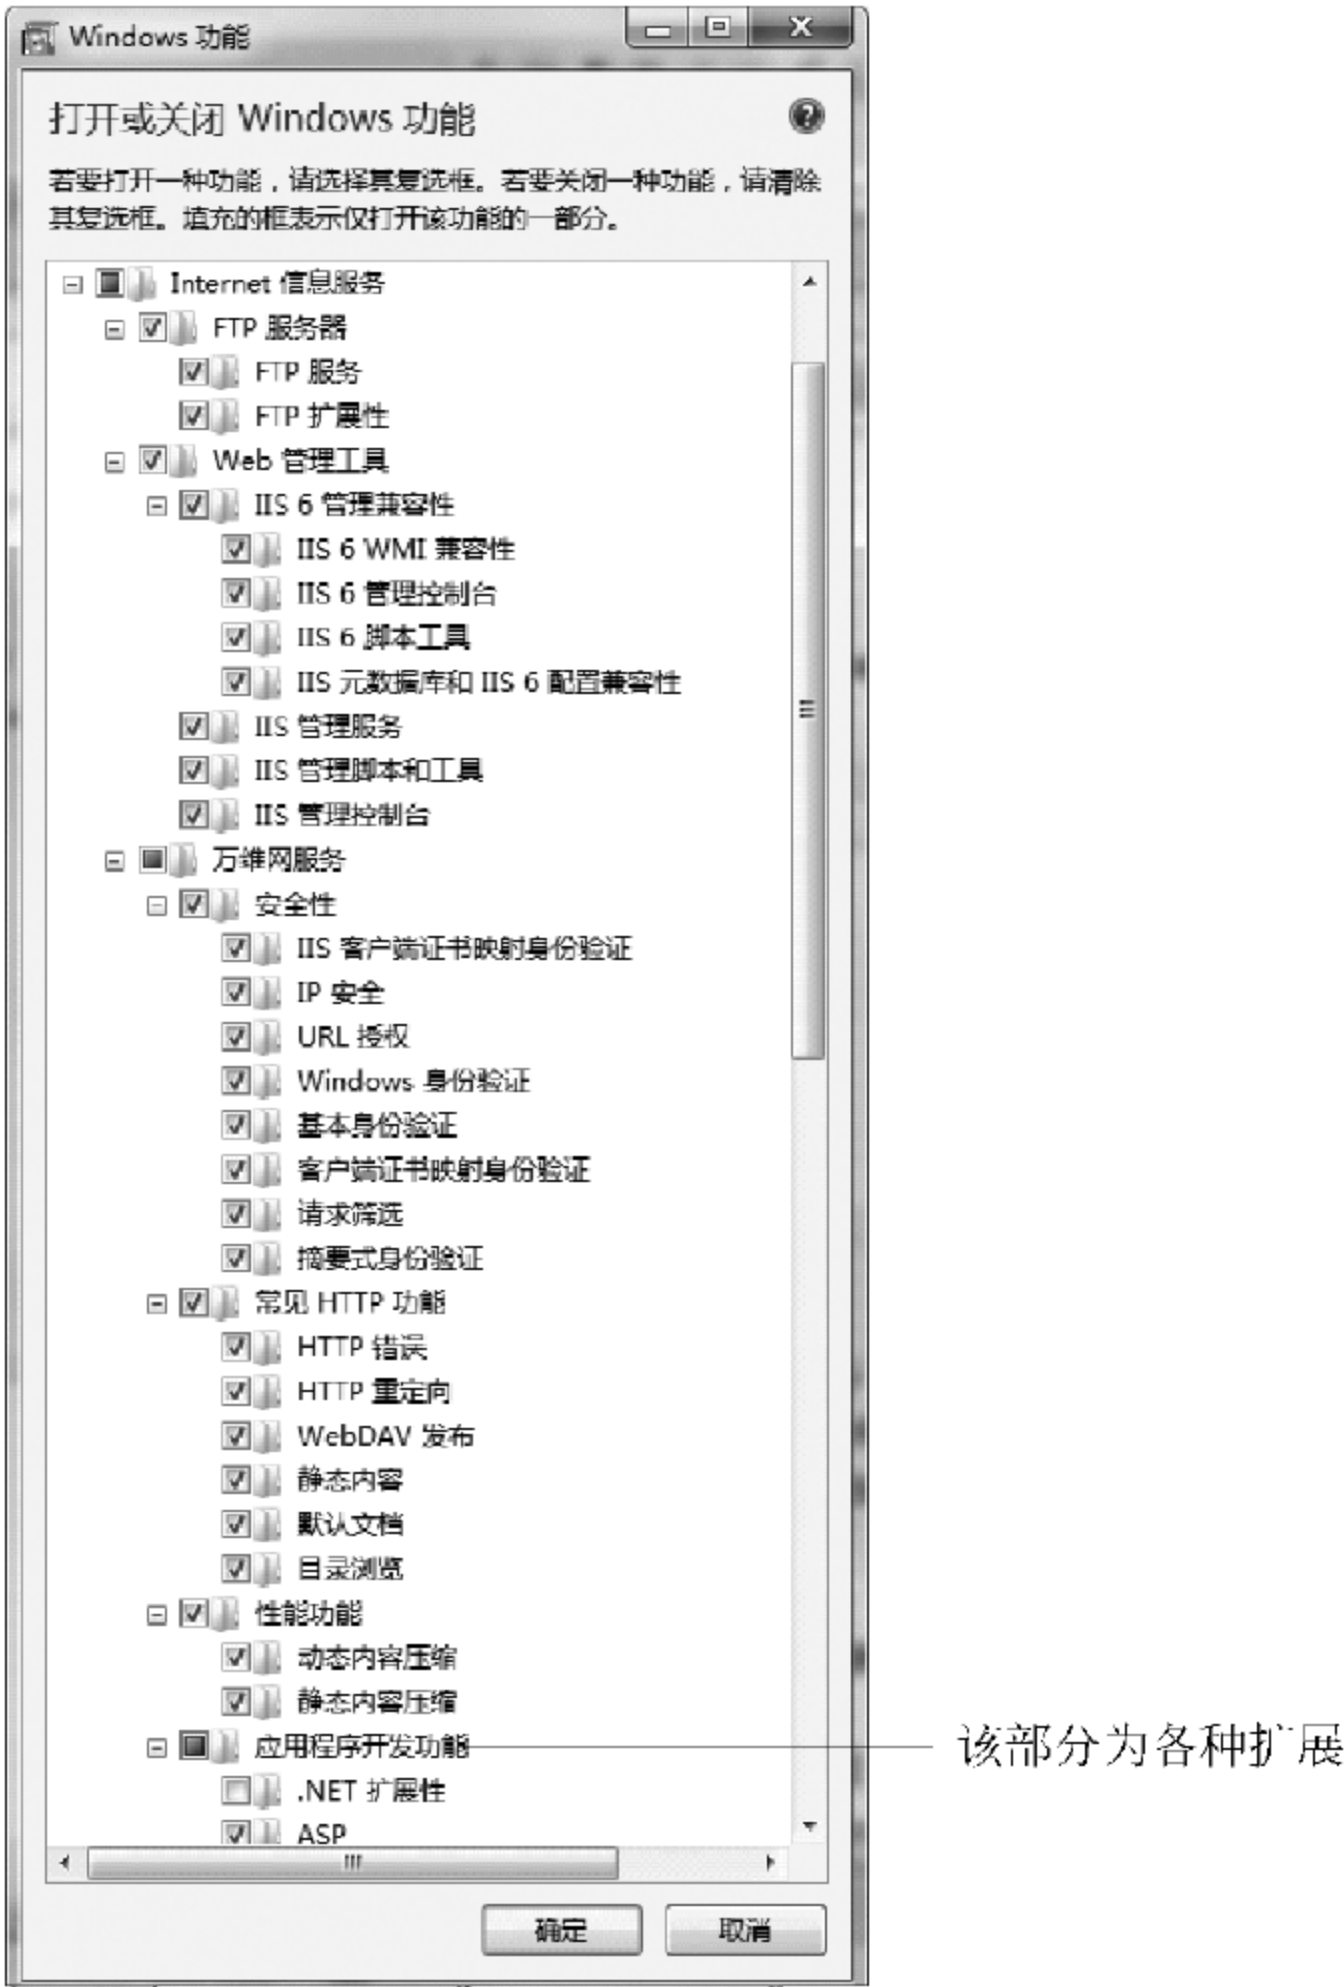 Windows 功能
打开或关闭 Windows 功能
若要打开一种功能，请选择其复选框。若要关闭一种功能，请清除
其复选框。填充的框表示仅打开该功能的一部分。
Internet 信息服务
FTP 服务器
FTP 服务
FTP 扩展性
Web 管理工具
IIS 6 管理兼容性
IIS 6 WMI 兼容性
IIS 6 管理控制台
IIS 6 脚本工具
IIS 元数据库和 IIS 6 配置兼容性
IIS 管理服务
IIS 管理脚本和工具
IIS 管理控制台
万维网服务
安全性
IIS 客户端证书映射身份验证
IP 安全
URL 授权
Windows 身份验证
基本身份验证
客户端证书映射身份验证
请求筛选
摘要式身份验证
常见 HTTP 功能
HTTP 错误
HTTP 重定向
WebDAV 发布
静态内容
默认文档
目录浏览
性能功能
动态内容压缩
静态内容压缩
应用程序开发功能
该部分为各种扩展
.NET 扩展性
ASP
确定
取消